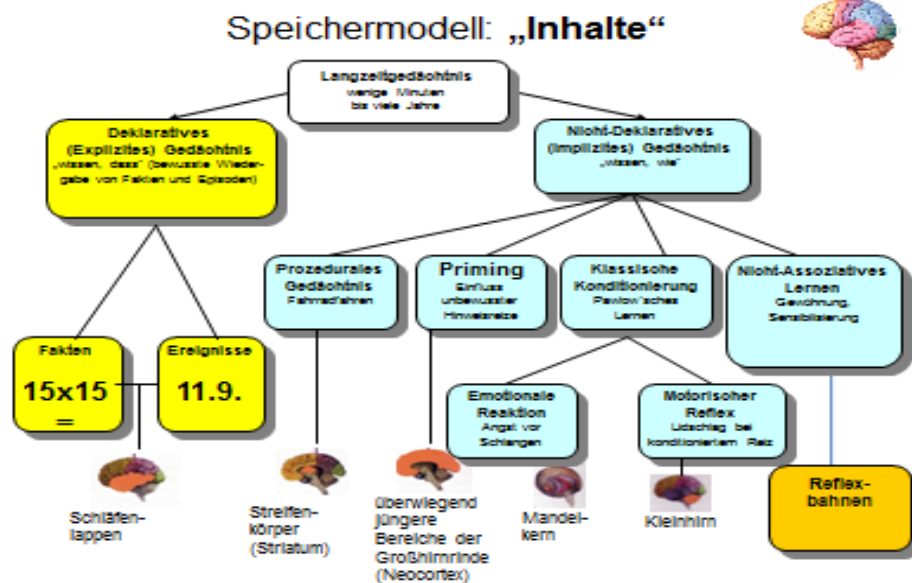 Speichermodell: „Inhalte“
Langzeitgedächtnis
wenige Minuten
bis viele Jahre
Deklaratives
(Explizites) Gedächtnis
„wissen, dass“ (bewusste Wieder-
gabe von Fakten und Episoden)
Nicht-Deklaratives
(Implizites) Gedächtnis
„wissen, wie“
Prozedurales
Gedächtnis
Fahrradfahren
Priming
Einfluss
unbewusster
Hinweisreize
Klassische
Konditionierung
Pawlow´sches
Lernen
Nicht-Assoziatives
Lernen
Gewöhnung,
Sensibilisierung
Fakten
15x15
=
Ereignisse
11.9.
Emotionale
Reaktion
Angst vor
Schlangen
Motorischer
Reflex
Lidschlag bei
konditioniertem Reiz
Schläfen-
lappen
Streifen-
körper
(Striatum)
überwiegend
jüngere
Bereiche der
Großhirnrinde
(Neocortex)
Mandel-
kern
Kleinhirn
Reflex-
bahnen